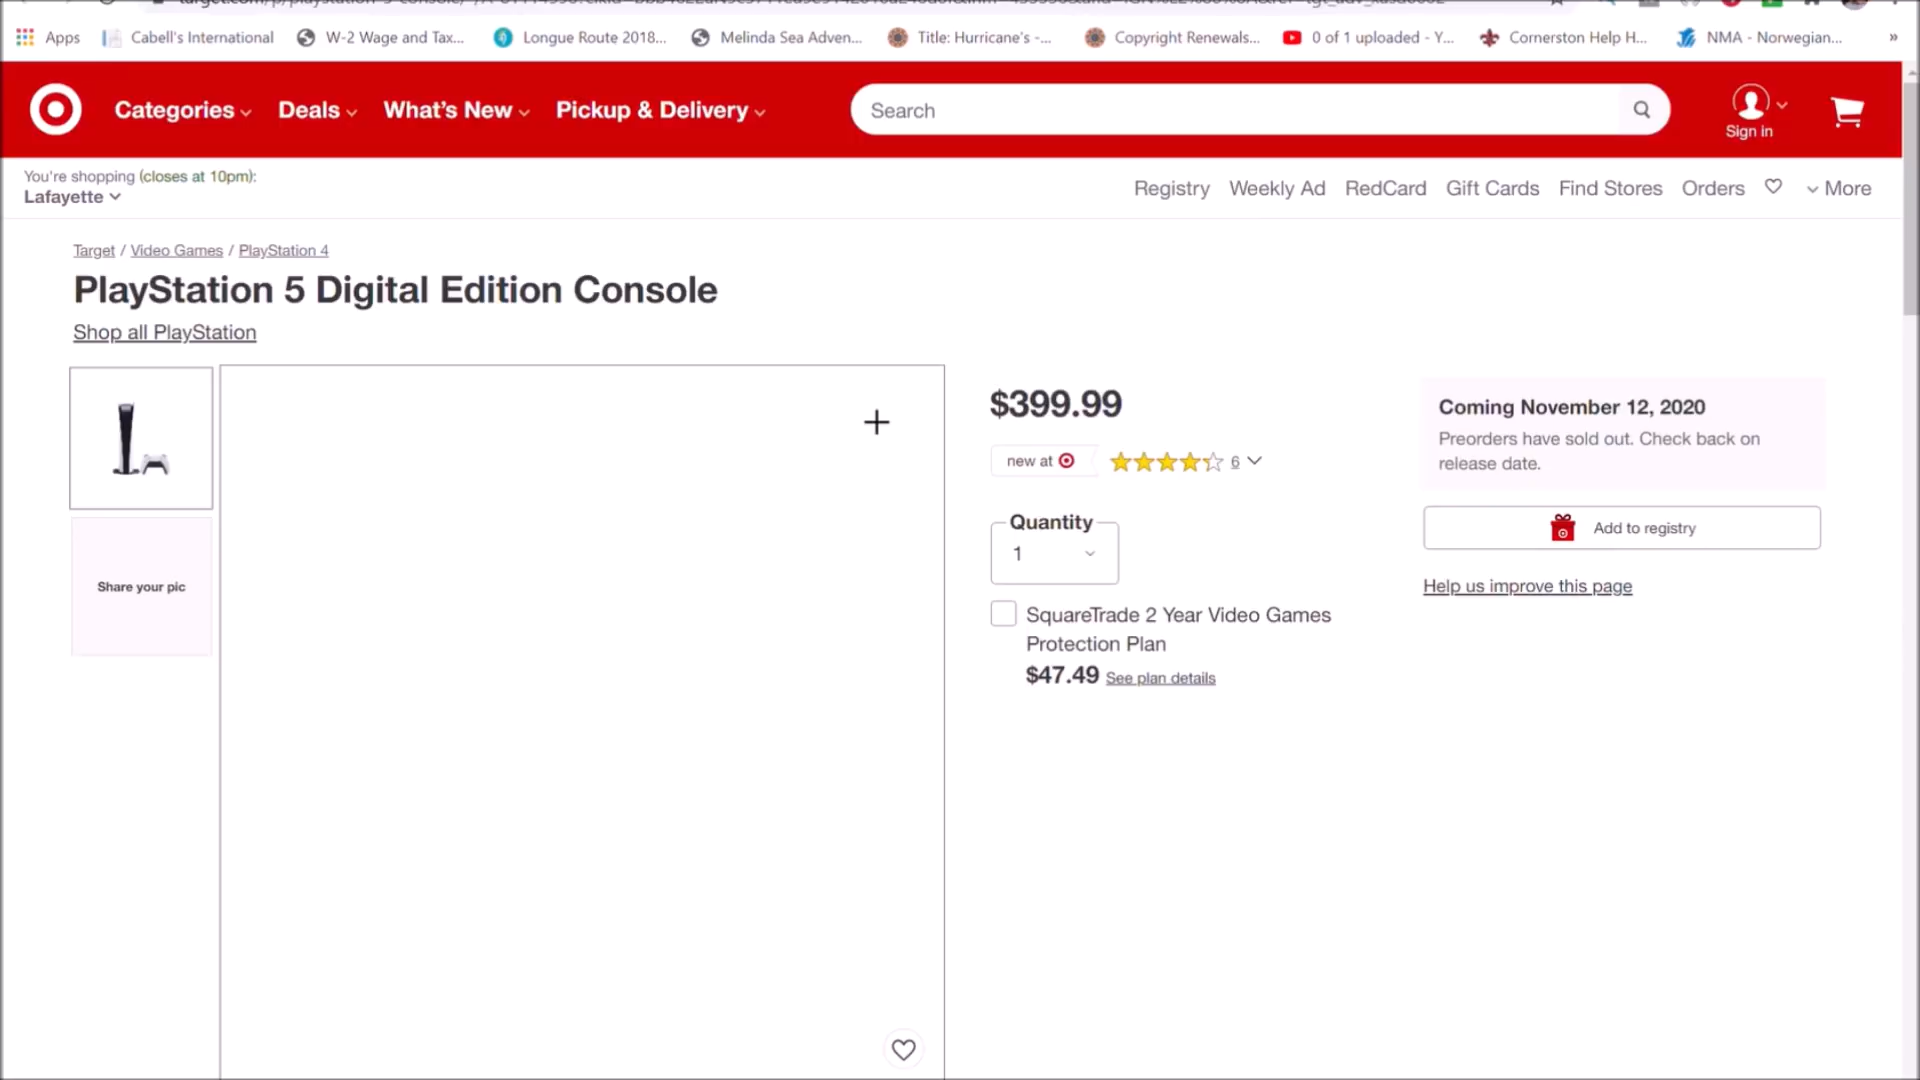 Apps Cabell's International W-2 Wage and Tax... Longue Route 2018... Melinda Sea Adven... Title: Hurricane's -... Copyright Renewals... 0 of 1 uploaded - Y... Cornerston Help H... NMA - Norwegian... »
Categories Deals What's New Pickup & Delivery Search Sign in
You're shopping (closes at 10pm):
Lafayette
Registry Weekly Ad RedCard Gift Cards Find Stores Orders More
Target / Video Games / PlayStation 4
PlayStation 5 Digital Edition Console
Shop all PlayStation
Share your pic
$399.99
new at 6
Quantity
1
SquareTrade 2 Year Video Games
Protection Plan
$47.49 See plan details
Coming November 12, 2020
Preorders have sold out. Check back on
release date.
Add to registry
Help us improve this page